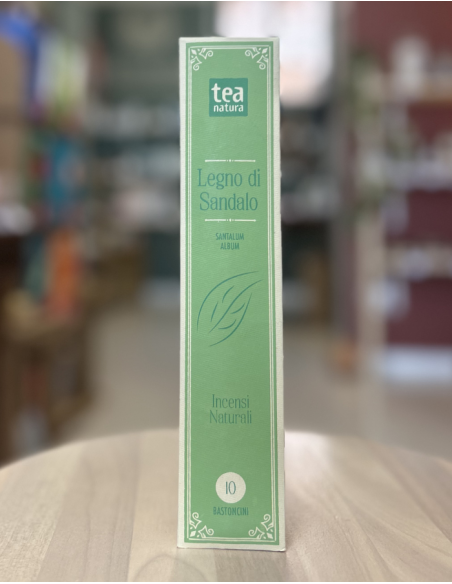 tea
natura
Legno di
Sandalo
SANTALUM
ALBUM
Incensi
Naturali
10
BASTONCINI